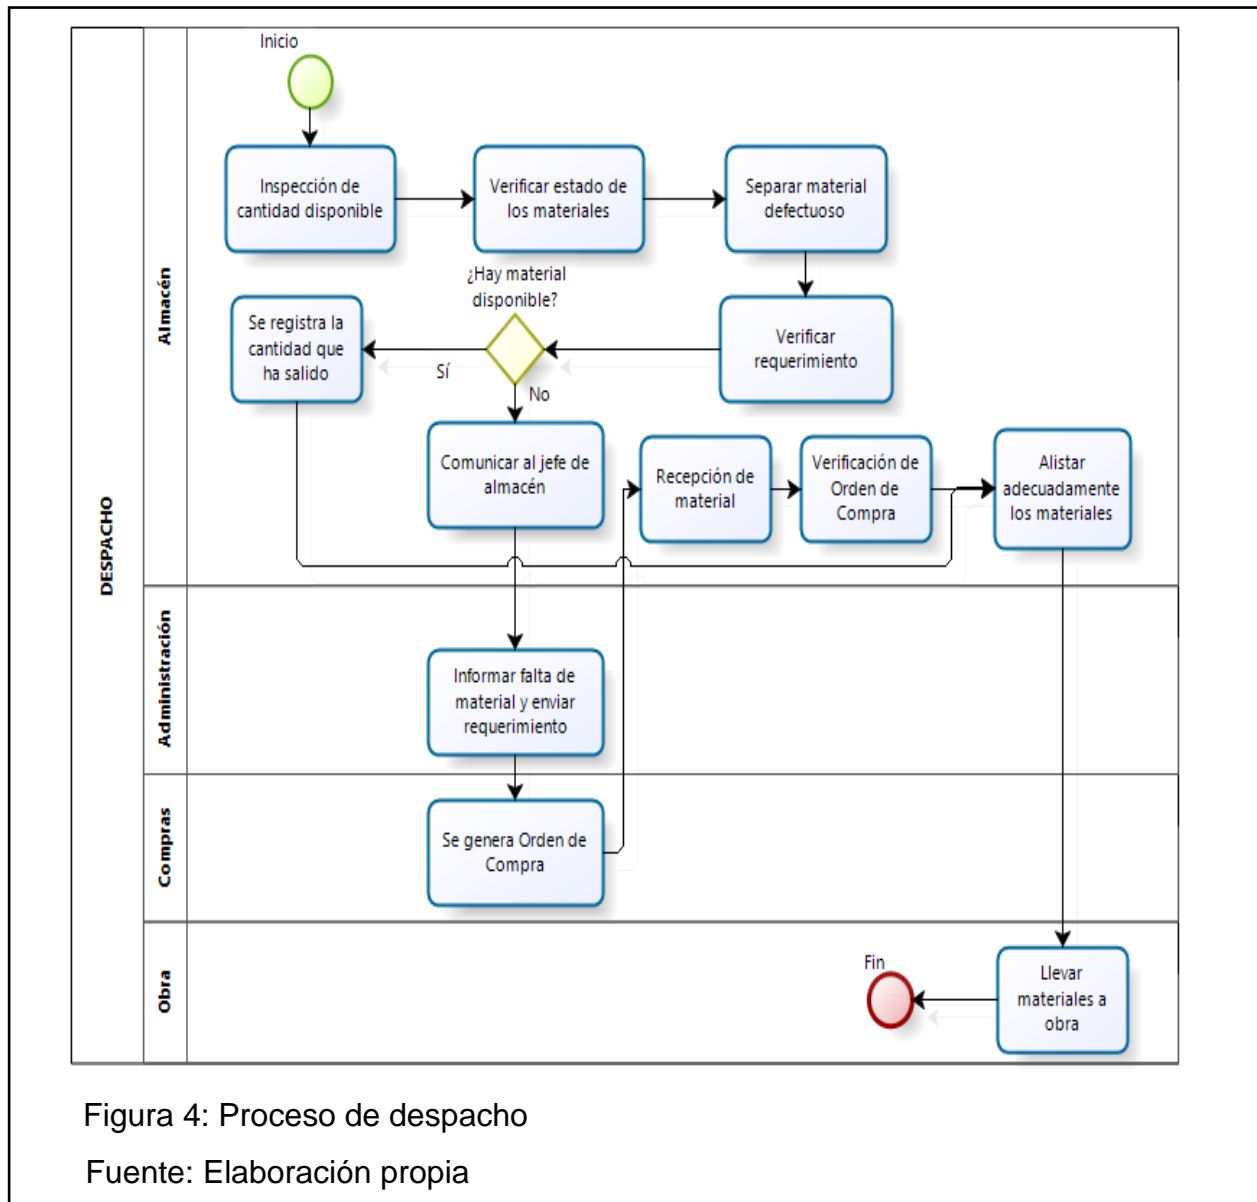 Inicio
DESPACHO
Almacén
Inspección de
cantidad disponible
Verificar estado de
los materiales
Separar material
defectuoso
¿Hay material
disponible?
Se registra la
cantidad que
ha salido
Verificar
requerimiento
Sí
No
Comunicar al jefe de
almacén
Recepción de
material
Verificación de
Orden de
Compra
Alistar
adecuadamente
los materiales
Administración
Informar falta de
material y enviar
requerimiento
Compras
Se genera Orden de
Compra
Obra
Fin
Llevar
materiales a
obra
Figura 4: Proceso de despacho
Fuente: Elaboración propia